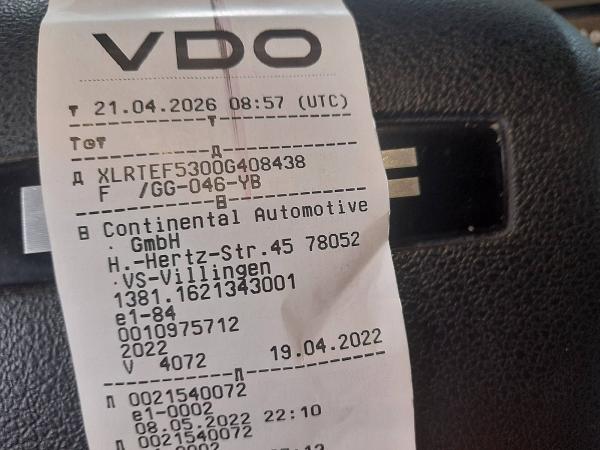 VDO
▼ 21.04.2026 08:57 (UTC)
T⊙▼
Д XLRTEF5300G408438
F /GG-046-YB
B Continental Automotive
GmbH
H.-Hertz-Str.45 78052
VS-Villingen
1381.1621343001
e1-84
0010975712
2022
V 4072 19.04.2022
Л 0021540072
e1-0002
08.05.2022 22:10
Л 0021540072